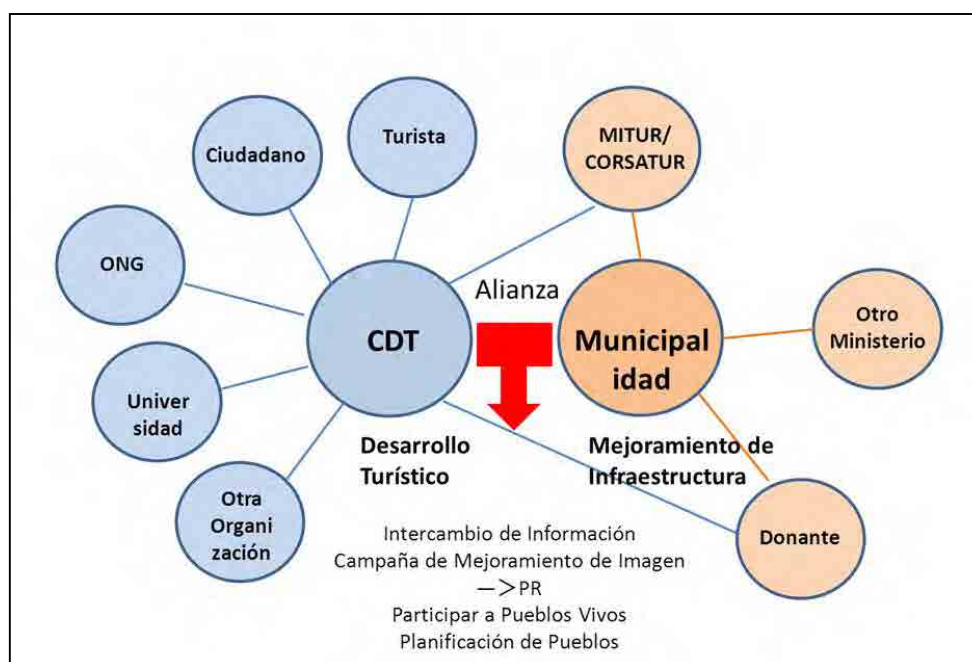 Turista
Ciudadano
MITUR/
CORSATUR
ONG
Alianza
CDT
Municipal
idad
Otro
Ministerio
Univer
sidad
Desarrollo
Turístico
Mejoramiento de
Infraestructura
Otra
Organi
zación
Donante
Intercambio de Información
Campaña de Mejoramiento de Imagen
—>PR
Participar a Pueblos Vivos
Planificación de Pueblos